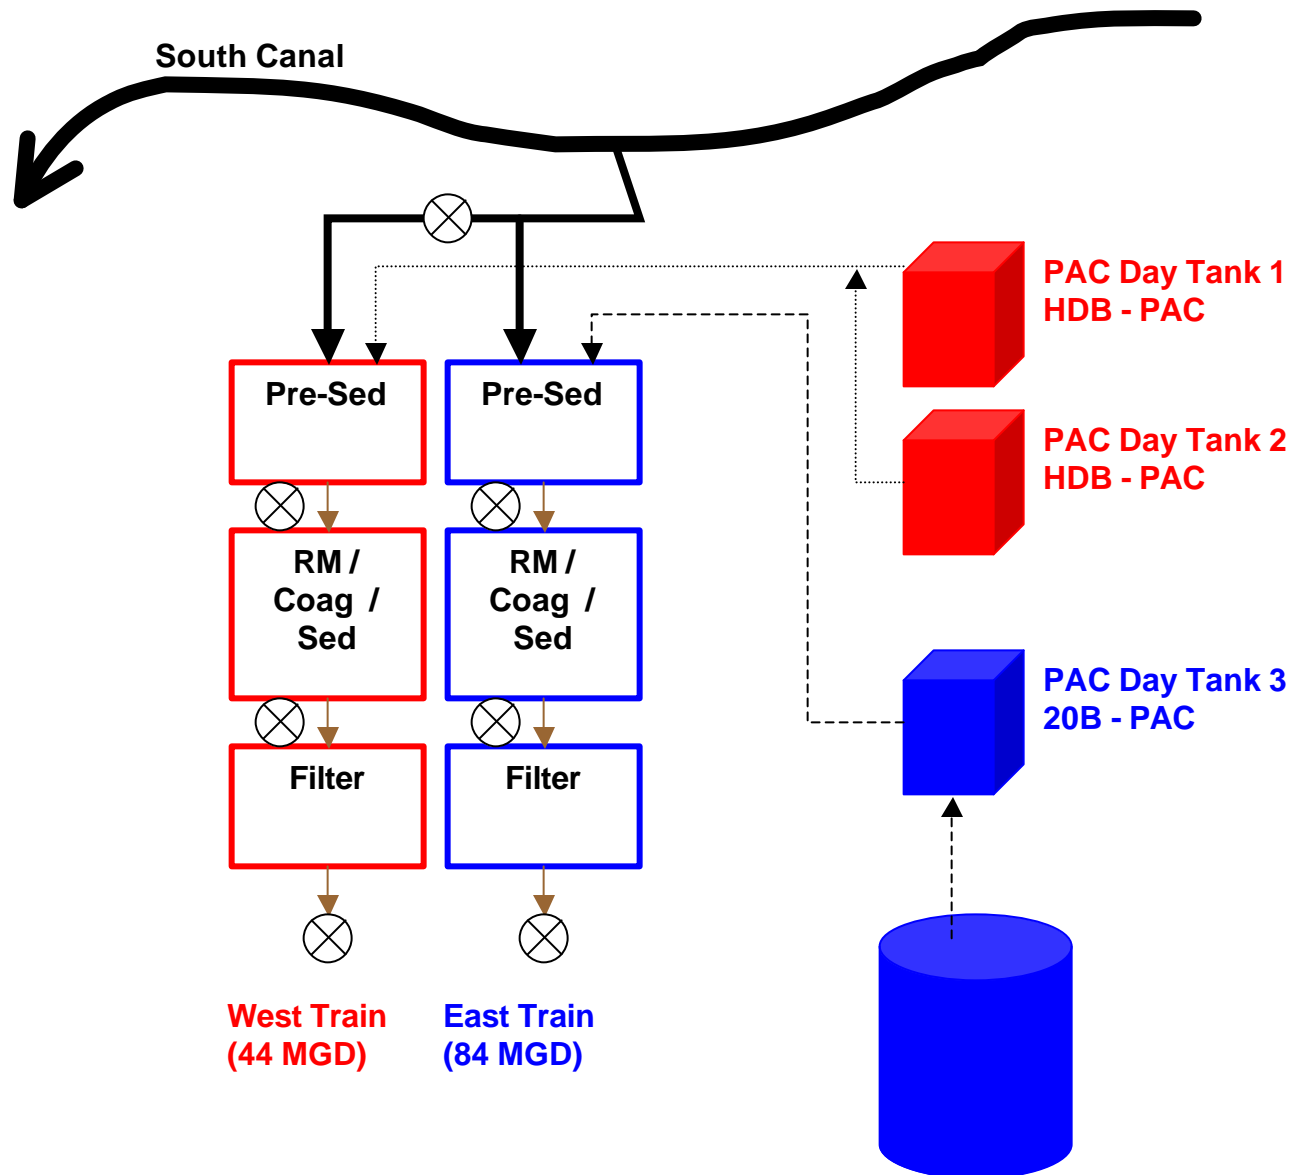 South Canal
PAC Day Tank 1
HDB - PAC
Pre-Sed
Pre-Sed
PAC Day Tank 2
HDB - PAC
RM /
Coag /
Sed
RM /
Coag /
Sed
PAC Day Tank 3
20B - PAC
Filter
Filter
West Train
(44 MGD)
East Train
(84 MGD)